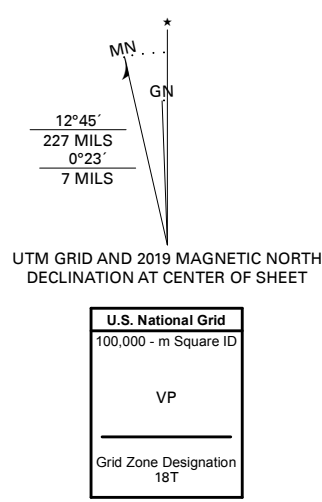 ★
MN
GN
12°45´
227 MILS
0°23´
7 MILS
UTM GRID AND 2019 MAGNETIC NORTH
DECLINATION AT CENTER OF SHEET
U.S. National Grid
100,000 - m Square ID
VP
Grid Zone Designation
18T